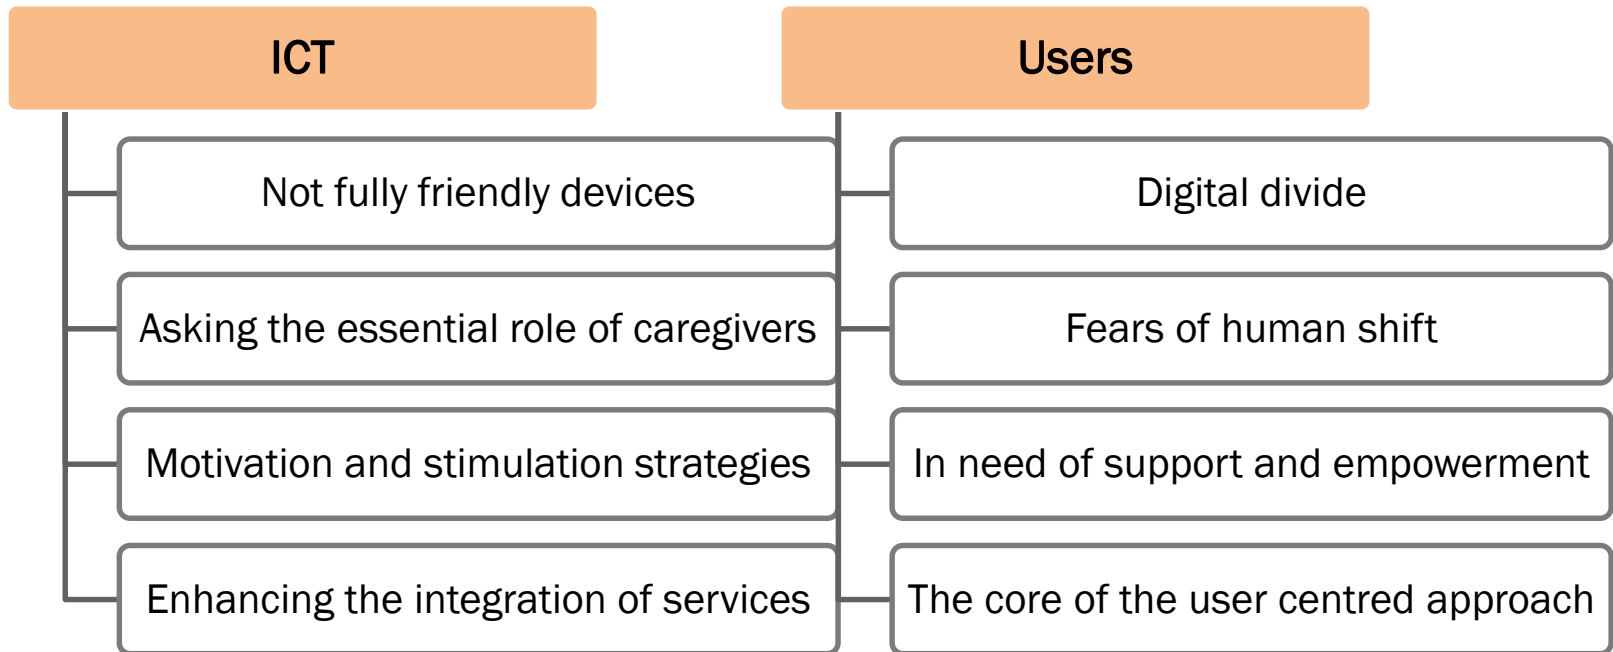 ICT
Not fully friendly devices
Asking the essential role of caregivers
Motivation and stimulation strategies
Enhancing the integration of services
Users
Digital divide
Fears of human shift
In need of support and empowerment
The core of the user centred approach